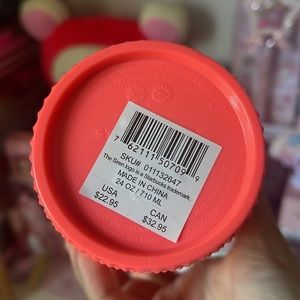 7 62111 50709 9
SKU# 011132647
The Siren logo is a Starbucks trademark.
MADE IN CHINA
24 OZ / 710 ML
USA CAN
$22.95 $32.95